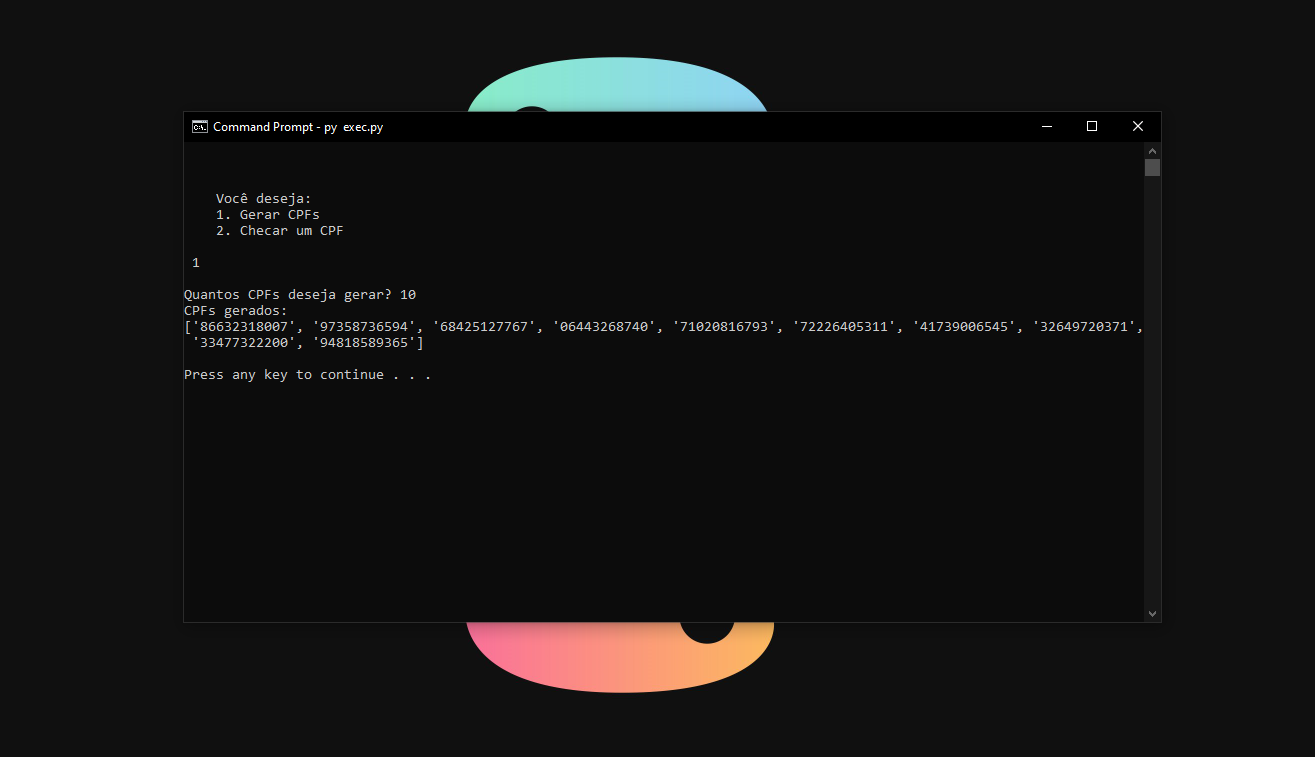 Command Prompt - py  exec.py
Você deseja:
1. Gerar CPFs
2. Checar um CPF
1
Quantos CPFs deseja gerar? 10
CPFs gerados:
['86632318007', '97358736594', '68425127767', '06443268740', '71020816793', '72226405311', '41739006545', '32649720371',
'33477322200', '94818589365']
Press any key to continue . . .